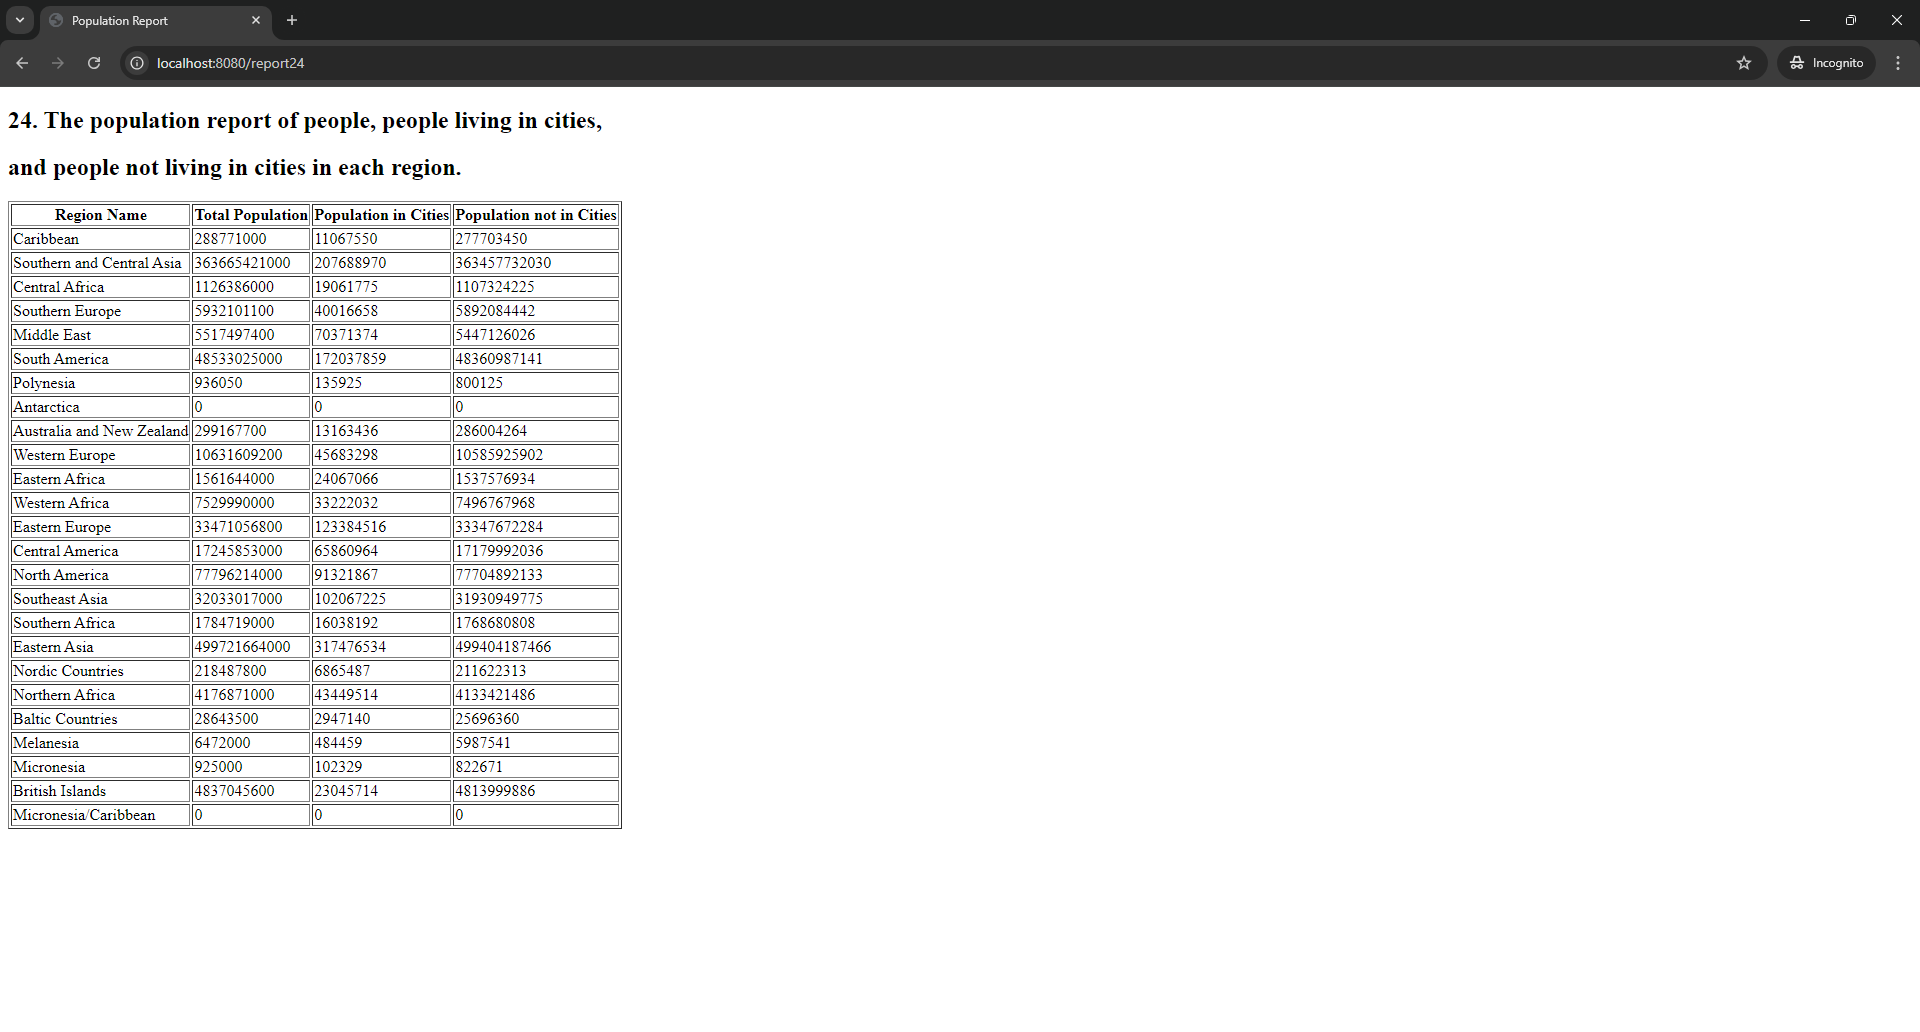 Population Report
localhost:8080/report24
Incognito
24. The population report of people, people living in cities,
and people not living in cities in each region.
Region Name Total Population Population in Cities Population not in Cities
Caribbean 288771000 11067550 277703450
Southern and Central Asia 363665421000 207688970 363457732030
Central Africa 1126386000 19061775 1107324225
Southern Europe 5932101100 40016658 5892084442
Middle East 5517497400 70371374 5447126026
South America 48533025000 172037859 48360987141
Polynesia 936050 135925 800125
Antarctica 0 0 0
Australia and New Zealand 299167700 13163436 286004264
Western Europe 10631609200 45683298 10585925902
Eastern Africa 1561644000 24067066 1537576934
Western Africa 7529990000 33222032 7496767968
Eastern Europe 33471056800 123384516 33347672284
Central America 17245853000 65860964 17179992036
North America 77796214000 91321867 77704892133
Southeast Asia 32033017000 102067225 31930949775
Southern Africa 1784719000 16038192 1768680808
Eastern Asia 499721664000 317476534 499404187466
Nordic Countries 218487800 6865487 211622313
Northern Africa 4176871000 43449514 4133421486
Baltic Countries 28643500 2947140 25696360
Melanesia 6472000 484459 5987541
Micronesia 925000 102329 822671
British Islands 4837045600 23045714 4813999886
Micronesia/Caribbean 0 0 0